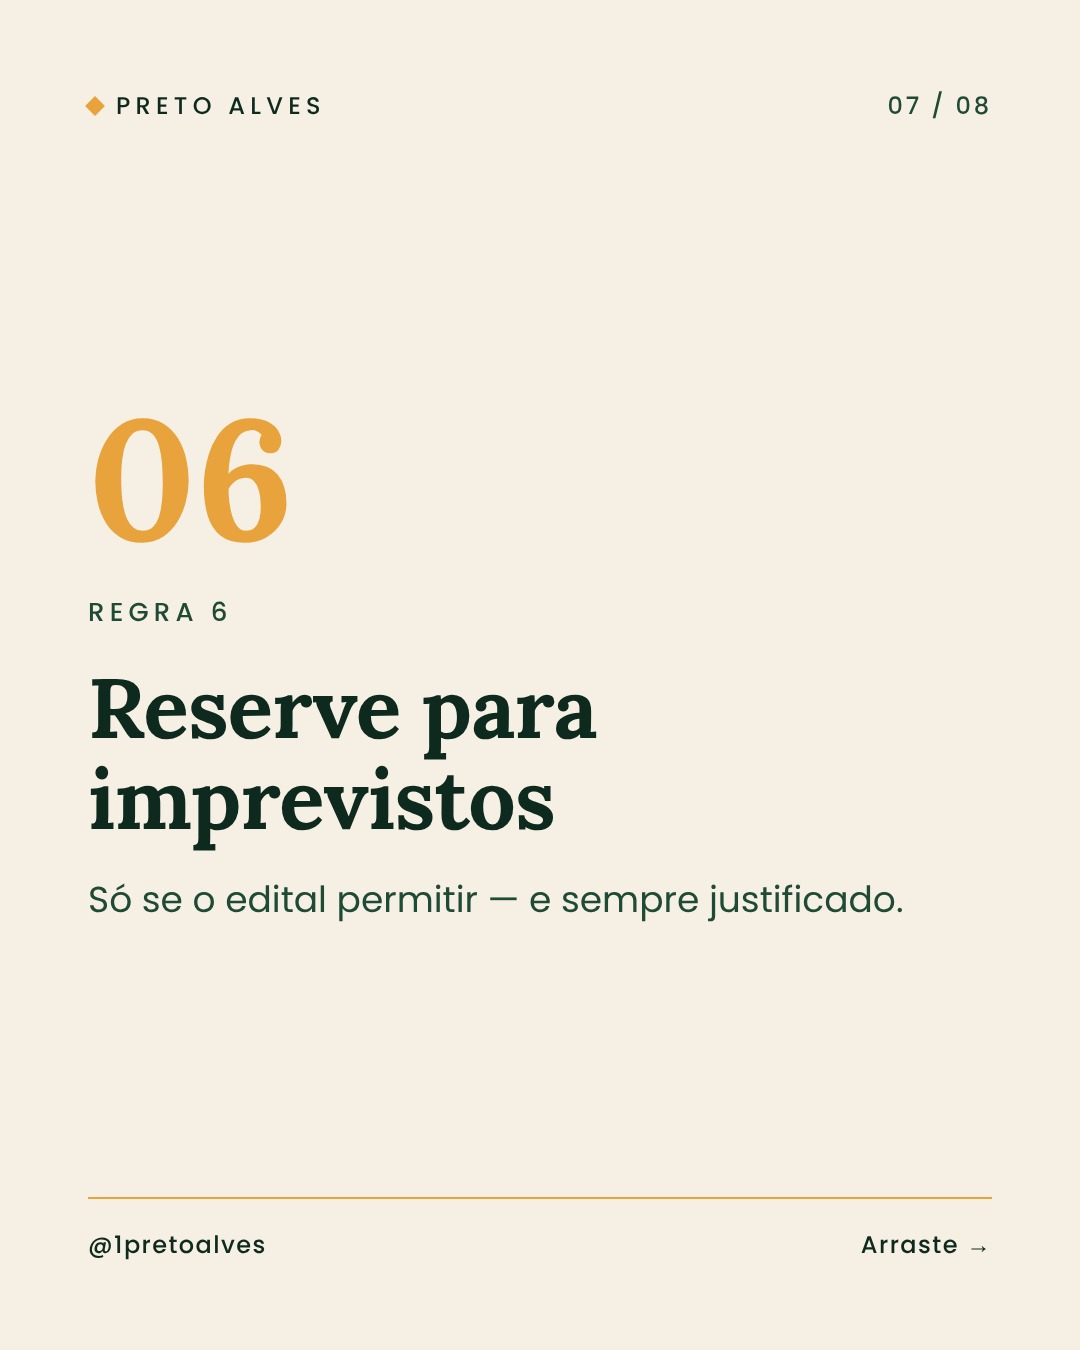 PRETO ALVES
07 / 08
06
REGRA 6
Reserve para
imprevistos
Só se o edital permitir — e sempre justificado.
@1pretoalves
Arraste →